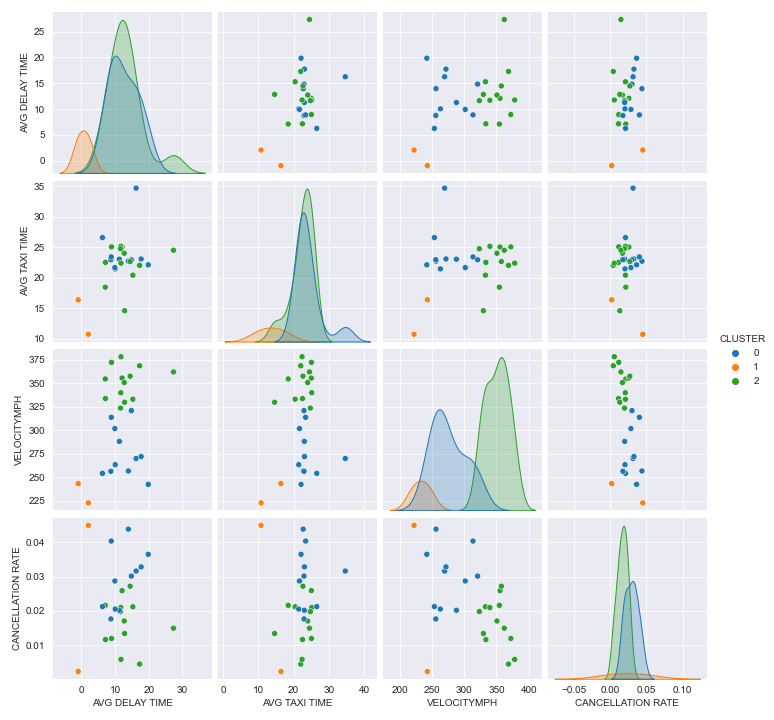 AVG DELAY TIME
25
20
15
10
5
0
AVG TAXI TIME
35
30
25
20
15
10
VELOCITYMPH
375
350
325
300
275
250
225
CANCELLATION RATE
0.04
0.03
0.02
0.01
0 10 20 30
AVG DELAY TIME
0 10 20 30 40
AVG TAXI TIME
200 250 300 350 400
VELOCITYMPH
-0.05 0.00 0.05 0.10
CANCELLATION RATE
CLUSTER
0
1
2